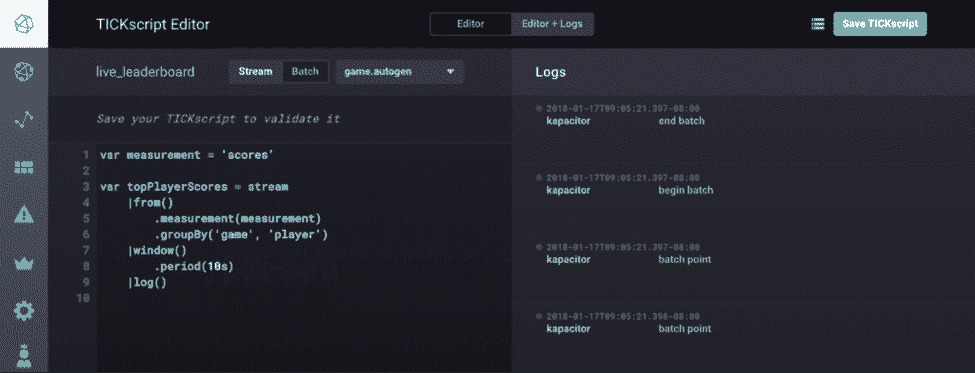 TICKscript Editor
Editor
Editor + Logs
Save TICKscript
live_leaderboard
Stream
Batch
game.autogen
Logs
Save your TICKscript to validate it
1 var measurement = 'scores'
2
3 var topPlayerScores = stream
4 |from()
5 .measurement(measurement)
6 .groupBy('game', 'player')
7 |window()
8 .period(10s)
9 |log()
10
2018-01-17T09:05:21.397-08:00
kapacitor end batch
2018-01-17T09:05:21.397-08:00
kapacitor begin batch
2018-01-17T09:05:21.390-08:00
kapacitor batch point
2018-01-17T09:05:21.390-08:00
kapacitor batch point